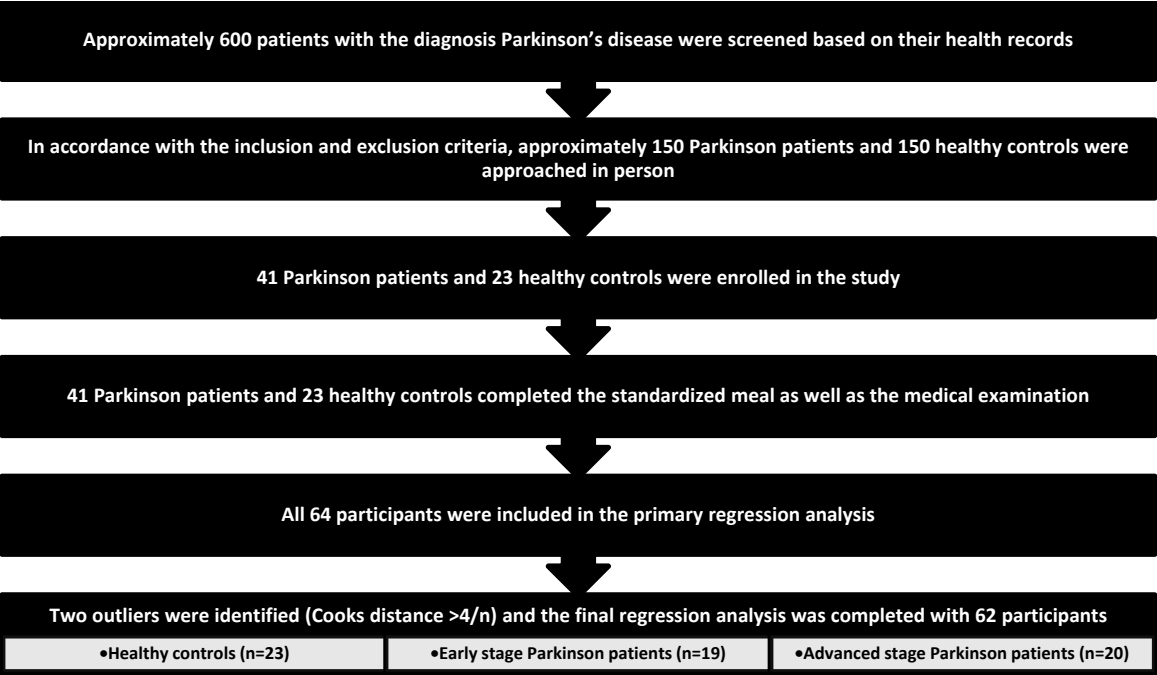 Approximately 600 patients with the diagnosis Parkinson’s disease were screened based on their health records
In accordance with the inclusion and exclusion criteria, approximately 150 Parkinson patients and 150 healthy controls were
approached in person
41 Parkinson patients and 23 healthy controls were enrolled in the study
41 Parkinson patients and 23 healthy controls completed the standardized meal as well as the medical examination
All 64 participants were included in the primary regression analysis
Two outliers were identified (Cooks distance >4/n) and the final regression analysis was completed with 62 participants
•Healthy controls (n=23)
•Early stage Parkinson patients (n=19)
•Advanced stage Parkinson patients (n=20)